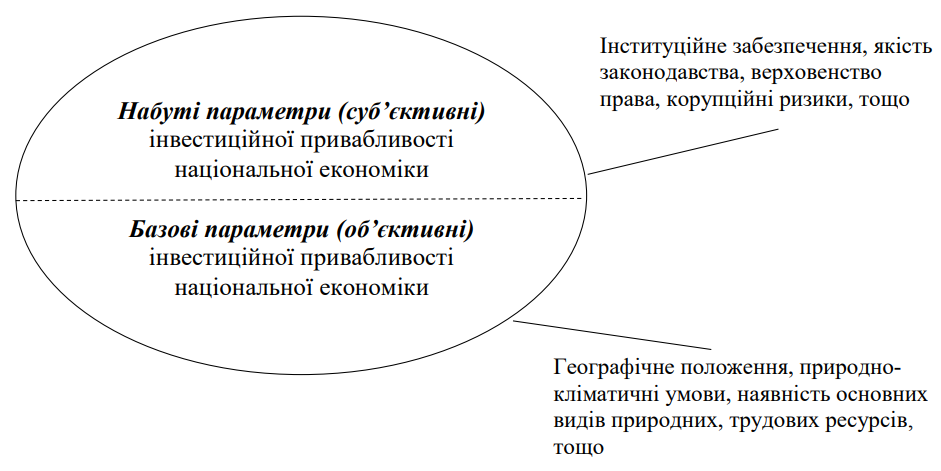 Інституційне забезпечення, якість
законодавства, верховенство
права, корупційні ризики, тощо
Набуті параметри (суб’єктивні)
інвестиційної привабливості
національної економіки
Базові параметри (об’єктивні)
інвестиційної привабливості
національної економіки
Географічне положення, природно-
кліматичні умови, наявність основних
видів природних, трудових ресурсів,
тощо